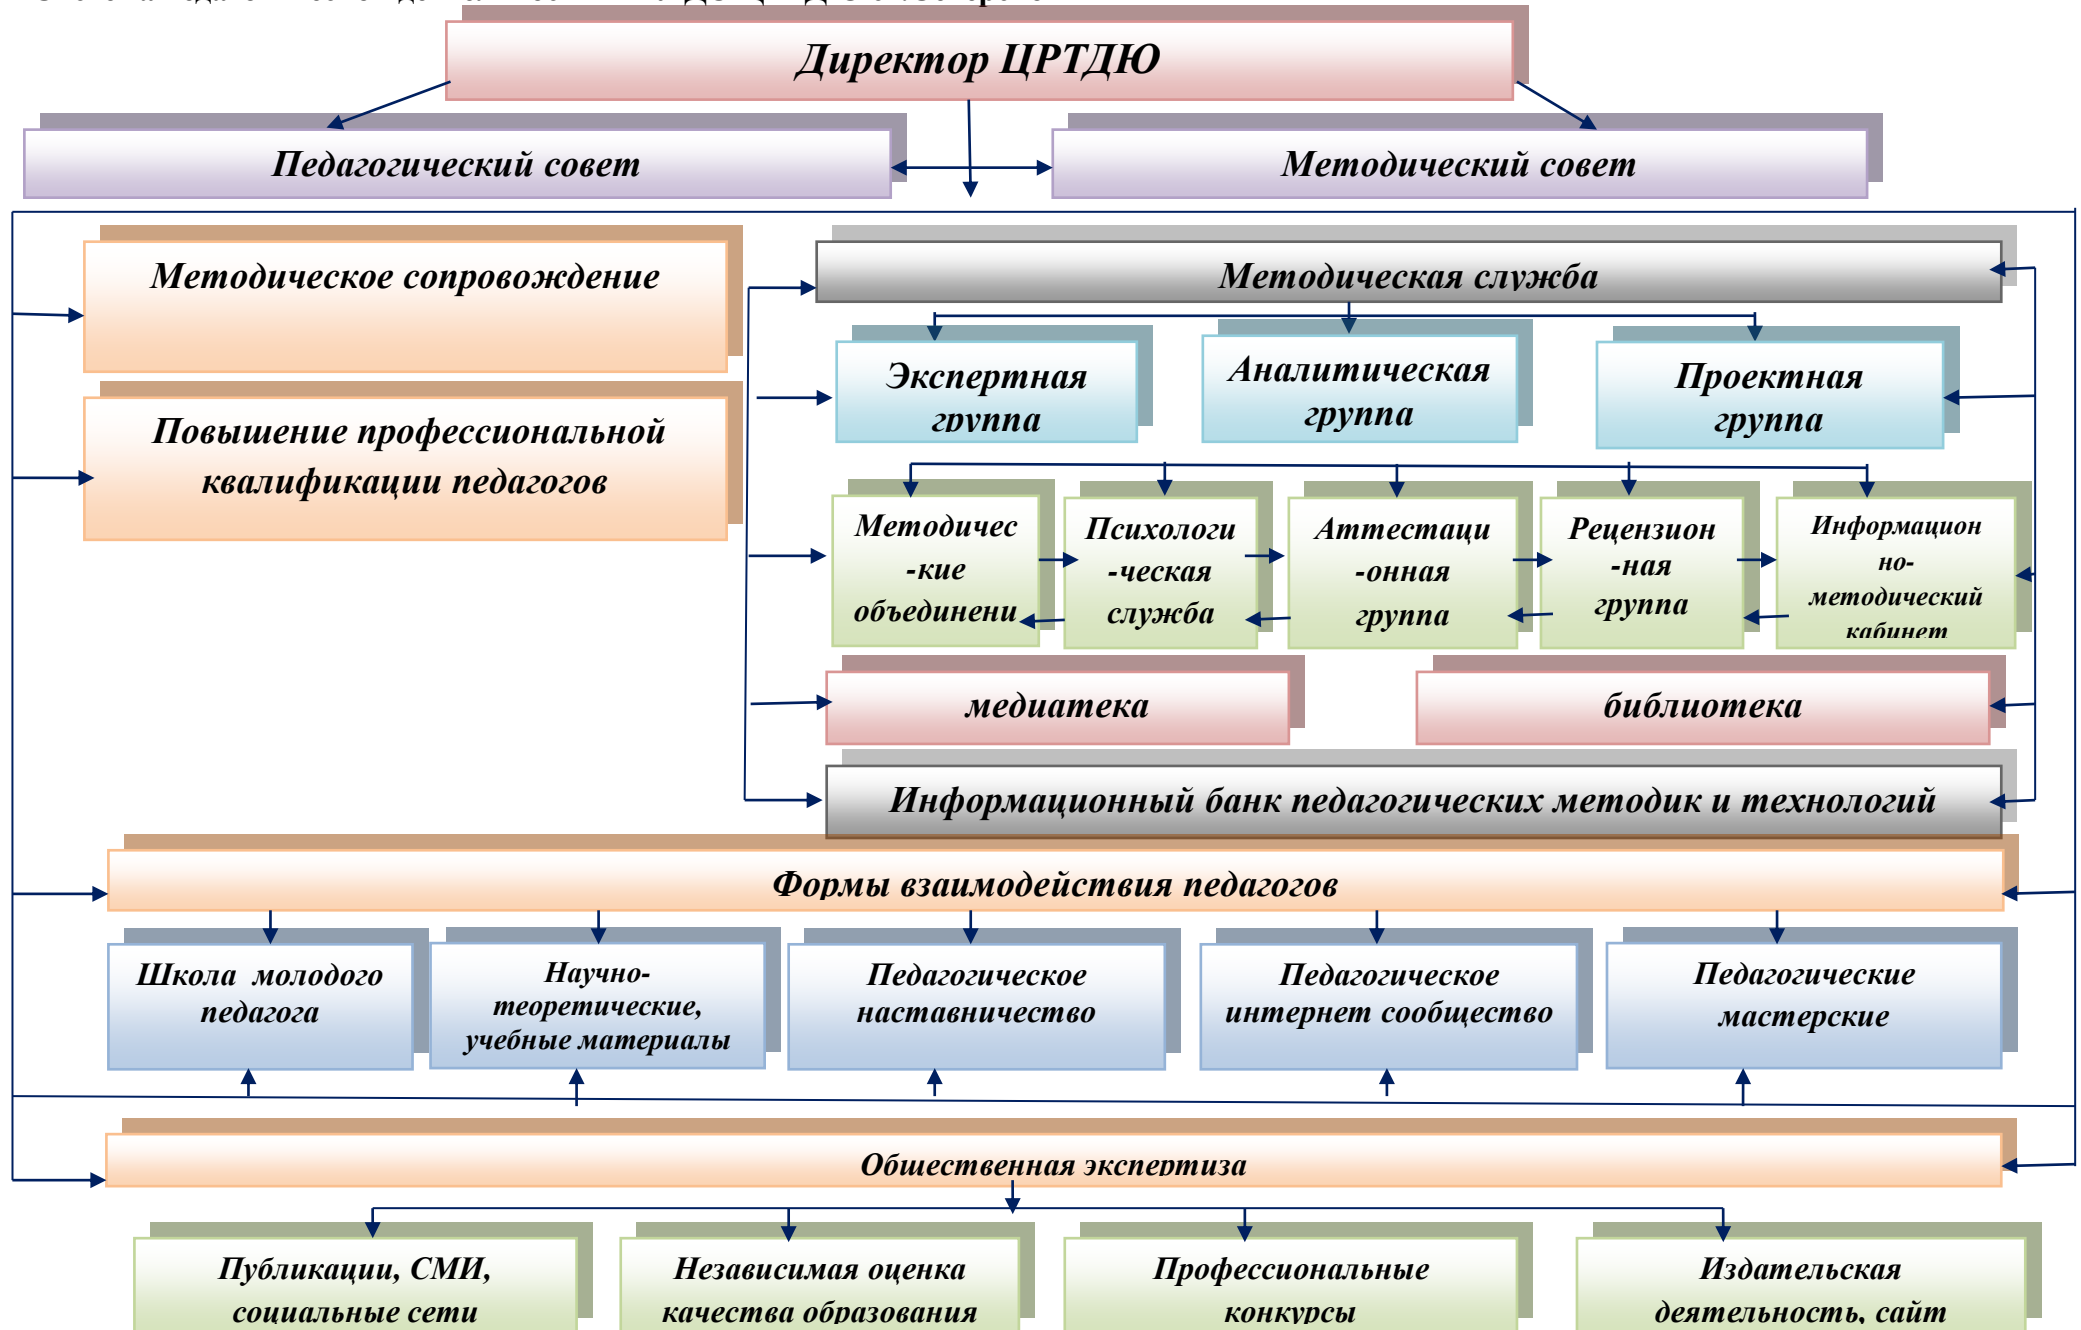 Директор ЦРТДЮ
Педагогический совет
Методический совет
Методическое сопровождение
Методическая служба
Экспертная
группа
Аналитическая
группа
Проектная
группа
Повышение профессиональной
квалификации педагогов
Методичес
-кие
объединени
Психологи
-ческая
служба
Аттестаци
-онная
группа
Рецензион
-ная
группа
Информацион
но-
методический
кабинет
медиатека
библиотека
Информационный банк педагогических методик и технологий
Формы взаимодействия педагогов
Школа молодого
педагога
Научно-
теоретические,
учебные материалы
Педагогическое
наставничество
Педагогическое
интернет сообщество
Педагогические
мастерские
Общественная экспертиза
Публикации, СМИ,
социальные сети
Независимая оценка
качества образования
Профессиональные
конкурсы
Издательская
деятельность, сайт